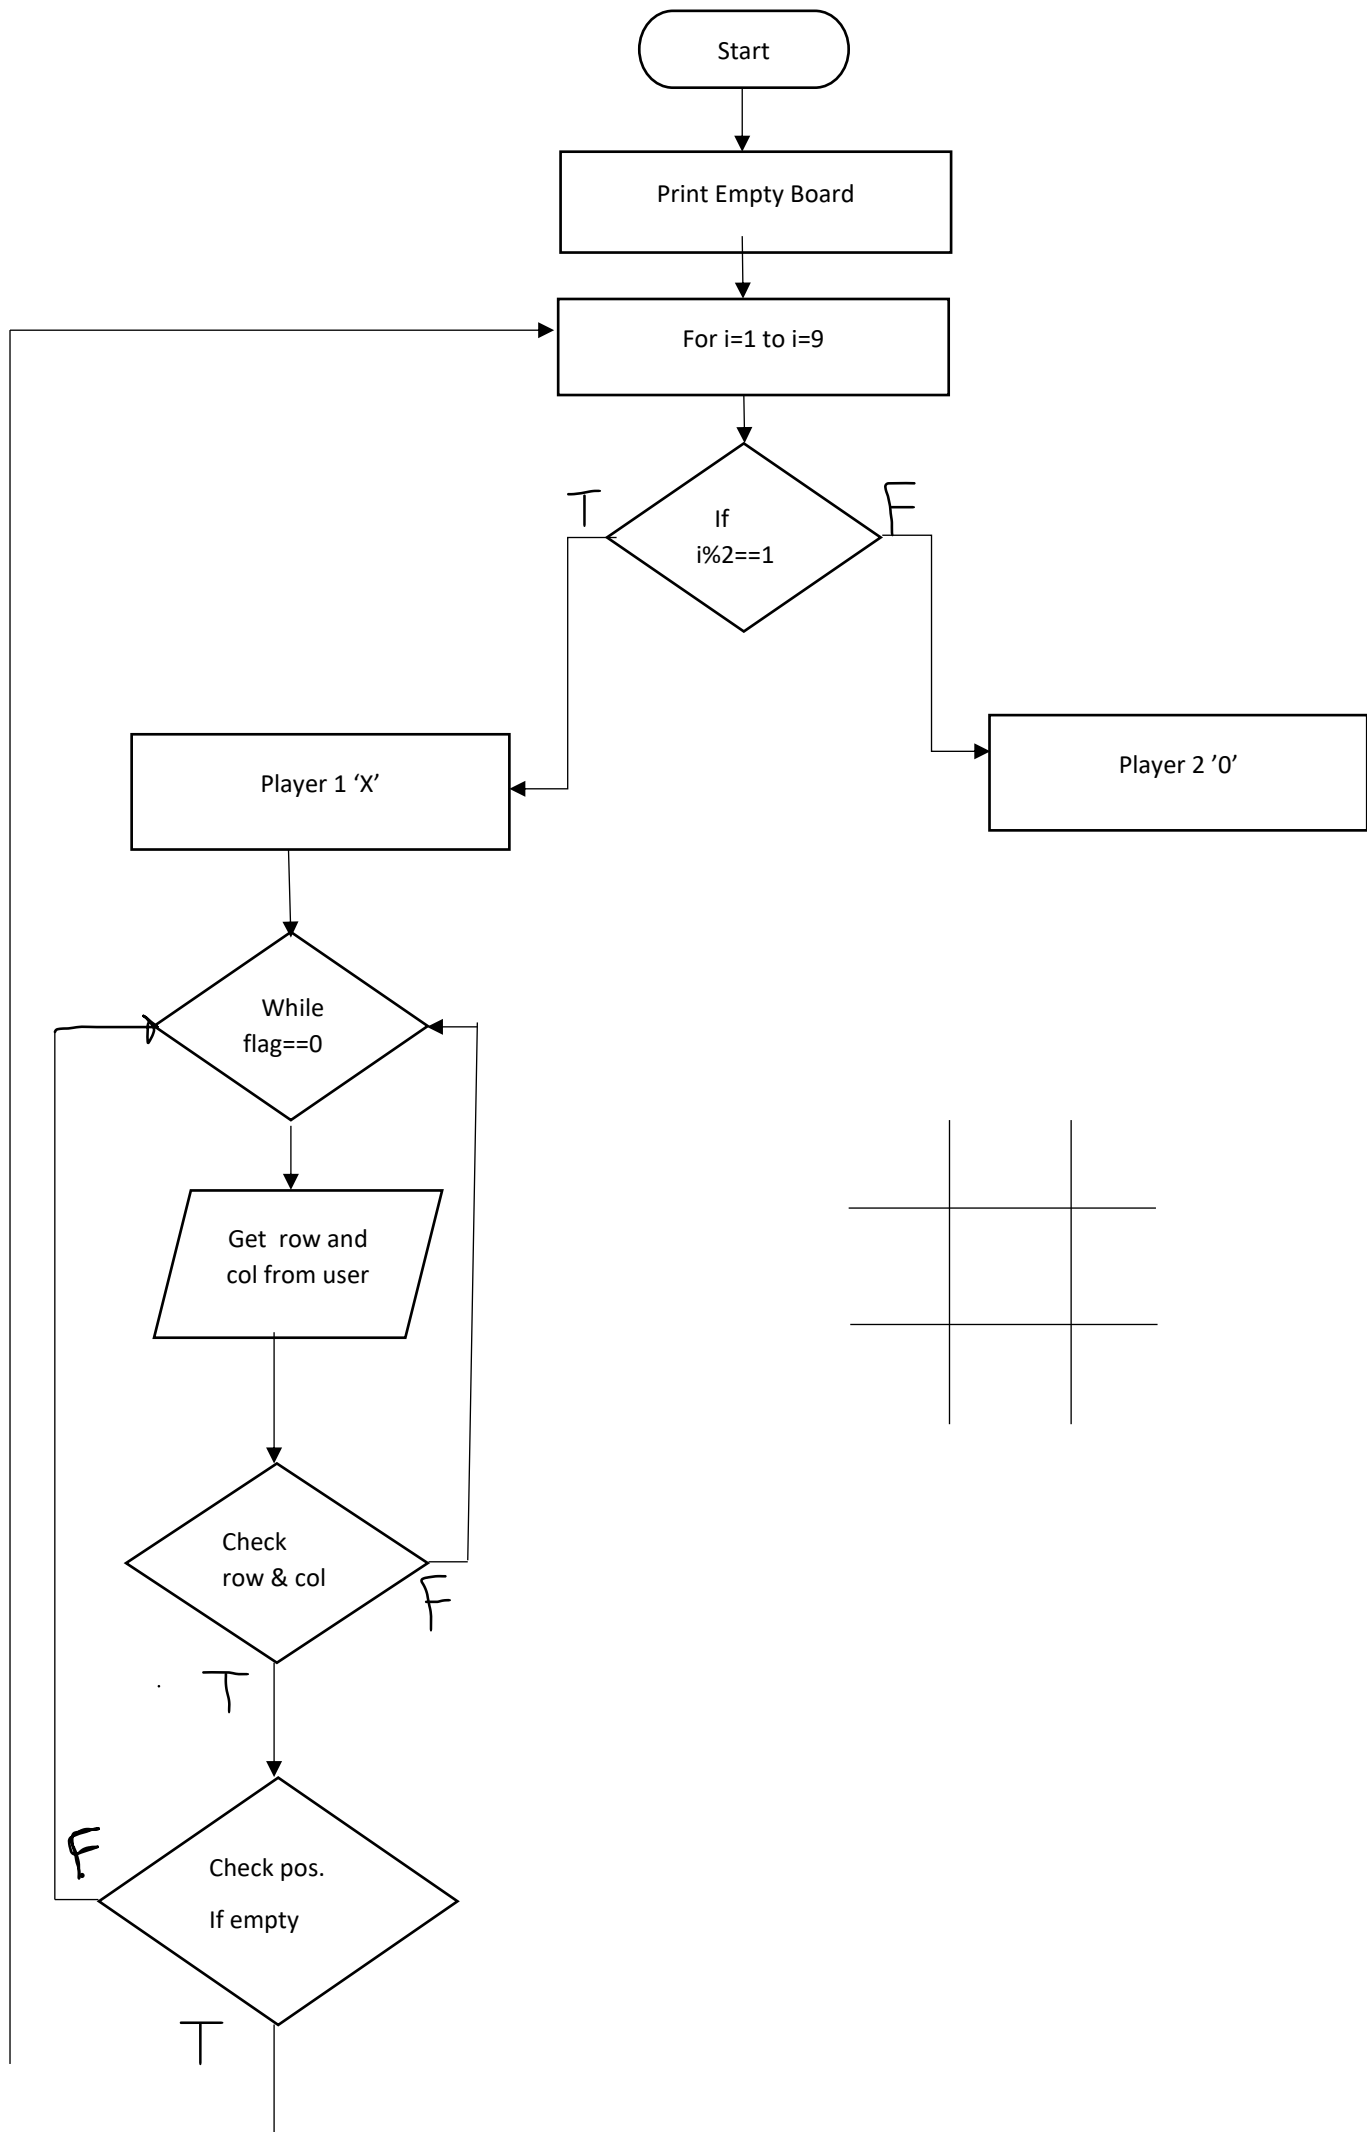 Start
Print Empty Board
For i=1 to i=9
T
F
If
i%2==1
Player 1 ‘X’
Player 2 ’0’
While
flag==0
Get row and
col from user
Check
row & col
F
T
F
Check pos.
If empty
T